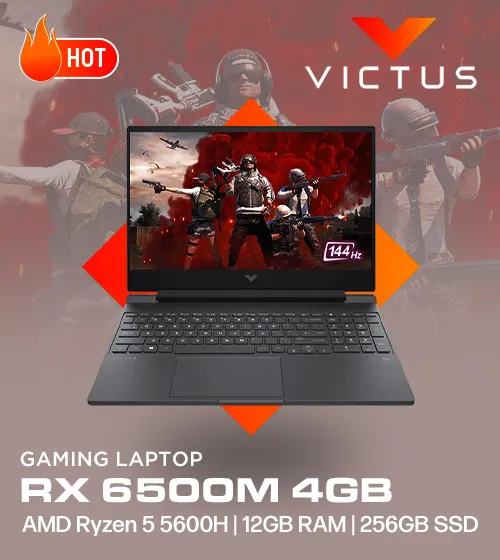 HOT
VICTUS
144Hz
GAMING LAPTOP
RX 6500M 4GB
AMD Ryzen 5 5600H | 12GB RAM | 256GB SSD